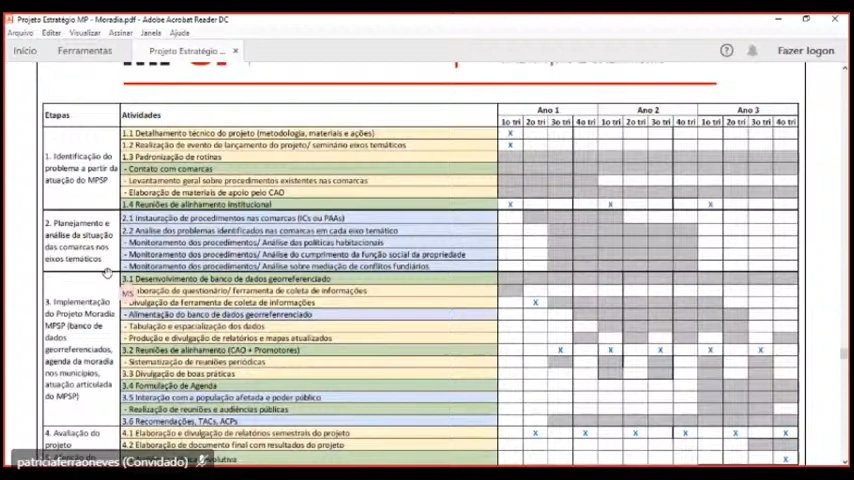 Projeto Estratégio MP - Moradia.pdf - Adobe Acrobat Reader DC
Arquivo Editar Visualizar Assinar Janela Ajuda
Início Ferramentas Projeto Estratégio ... × Fazer logon
Etapas Atividades Ano 1 Ano 2 Ano 3
1o tri 2o tri 3o tri 4o tri 1o tri 2o tri 3o tri 4o tri 1o tri 2o tri 3o tri 4o tri
1. Identificação do problema a partir da atuação do MPSP
1.1 Detalhamento técnico do projeto (metodologia, materiais e ações) X
1.2 Realização de evento de lançamento do projeto/ seminário eixos temáticos X
1.3 Padronização de rotinas
- Contato com comarcas
- Levantamento geral sobre procedimentos existentes nas comarcas
- Elaboração de materiais de apoio pelo CAO
1.4 Reuniões de alinhamento institucional X X X
2. Planejamento e análise da situação das comarcas nos eixos temáticos
2.1 Instauração de procedimentos nas comarcas (ICs ou PAAs)
2.2 Análise dos problemas identificados nas comarcas em cada eixo temático
- Monitoramento dos procedimentos/ Análise das políticas habitacionais
- Monitoramento dos procedimentos/ Análise do cumprimento da função social da propriedade
- Monitoramento dos procedimentos/ Análise sobre mediação de conflitos fundiários
3. Implementação do Projeto Moradia MPSP (banco de dados georreferenciados, agenda da moradia nos municípios, atuação articulada do MPSP)
3.1 Desenvolvimento de banco de dados georreferenciado
MS
aboração de questionário/ ferramenta de coleta de informações
- Divulgação da ferramenta de coleta de informações X
- Alimentação do banco de dados georreferenciado
- Tabulação e espacialização dos dados
- Produção e divulgação de relatórios e mapas atualizados
3.2 Reuniões de alinhamento (CAO + Promotores) X X X X X
- Sistematização de reuniões periódicas
3.3 Divulgação de boas práticas
3.4 Formulação de Agenda
3.5 Interação com a população afetada e poder público
- Realização de reuniões e audiências públicas
3.6 Recomendações, TACs, ACPs
4. Avaliação do projeto
4.1 Elaboração e divulgação de relatórios semestrais do projeto X X X X X X
4.2 Elaboração de documento final com resultados do projeto
X
patriciaferraoneves (Convidado)